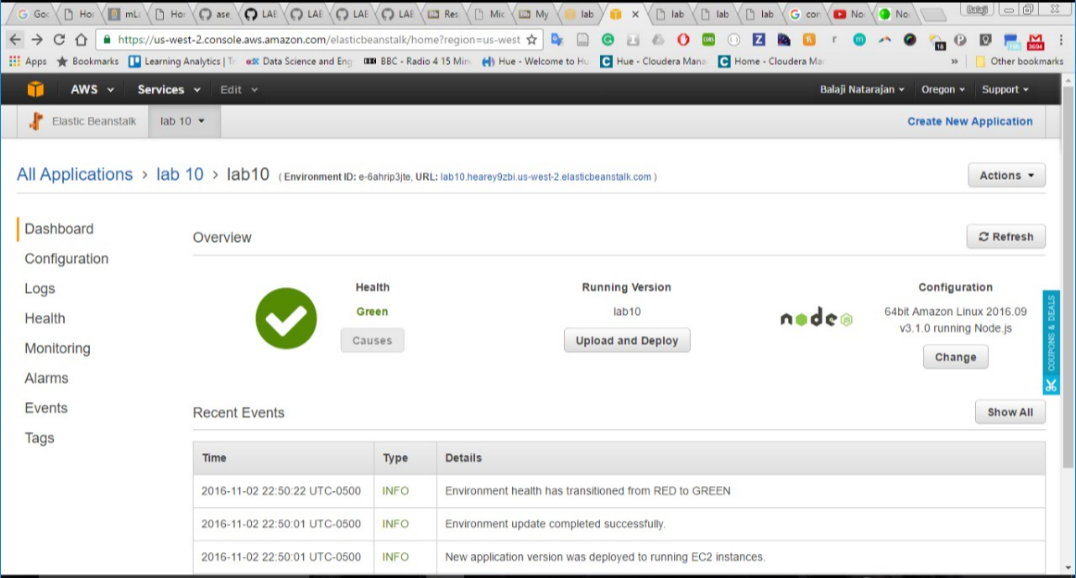 Goo Ho mL Ho ase LAE LAE LAE LAE Res Mic My lab lab lab lab cor No No Balaji
https://us-west-2.console.aws.amazon.com/elasticbeanstalk/home?region=us-west
Apps Bookmarks Learning Analytics | T Data Science and Eng BBC - Radio 4 15 Min Hue - Welcome to Hu Hue - Cloudera Mana Home - Cloudera Man » Other bookmarks
AWS Services Edit Balaji Natarajan Oregon Support
Elastic Beanstalk lab 10 Create New Application
All Applications > lab 10 > lab10 ( Environment ID: e-6ahrip3jte, URL: lab10.hearey9zbi.us-west-2.elasticbeanstalk.com ) Actions
Dashboard
Configuration
Logs
Health
Monitoring
Alarms
Events
Tags
Overview Refresh
Health
Green
Causes
Running Version
lab10
Upload and Deploy
node
Configuration
64bit Amazon Linux 2016.09
v3.1.0 running Node.js
Change
COUPONS & DEALS
Recent Events Show All
Time Type Details
2016-11-02 22:50:22 UTC-0500 INFO Environment health has transitioned from RED to GREEN
2016-11-02 22:50:01 UTC-0500 INFO Environment update completed successfully.
2016-11-02 22:50:01 UTC-0500 INFO New application version was deployed to running EC2 instances.